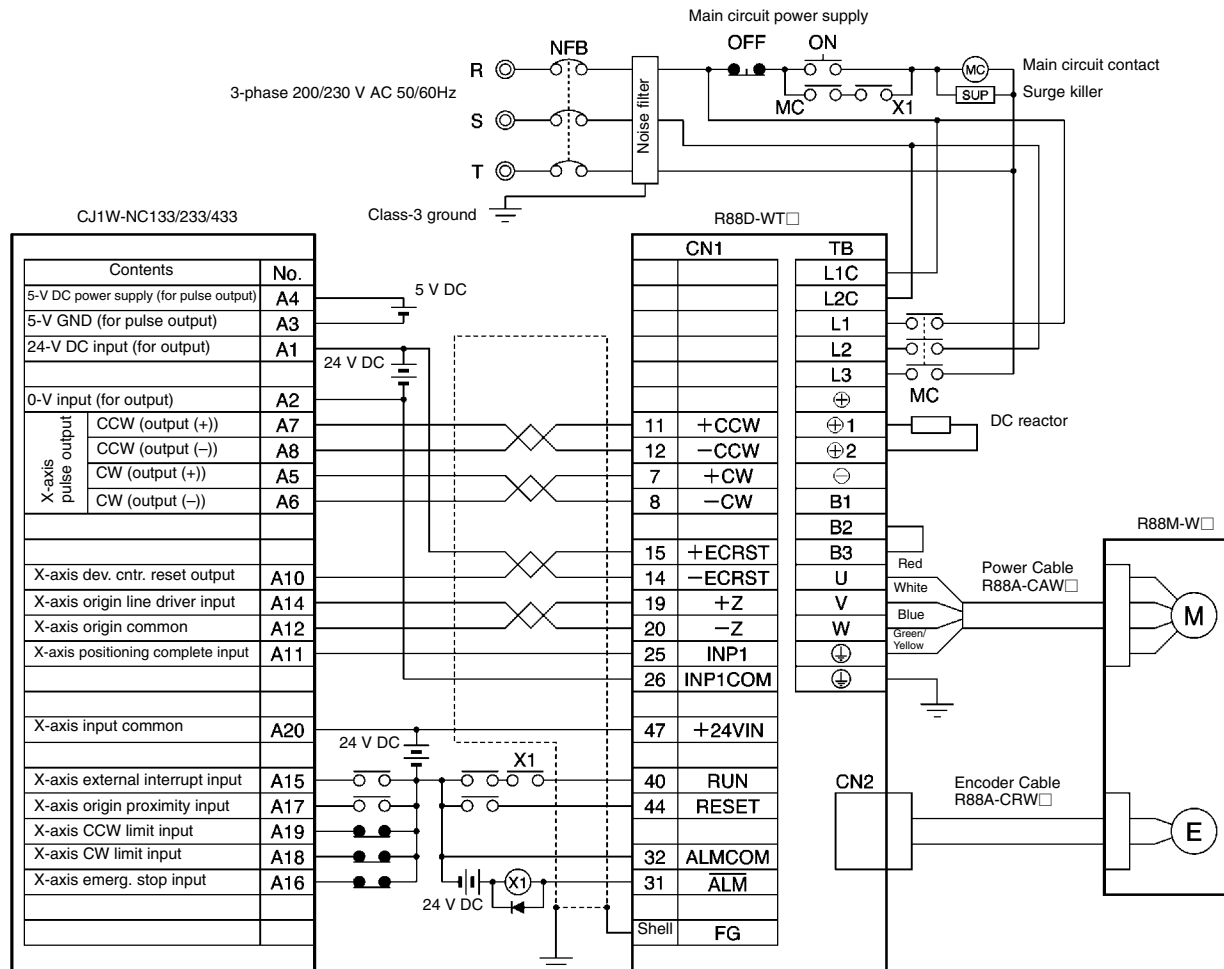 Main circuit power supply
NFB
OFF
ON
R
MC
Main circuit contact
3-phase 200/230 V AC 50/60Hz
Noise filter
MC
X1
SUP
Surge killer
S
T
Class-3 ground
CJ1W-NC133/233/433
R88D-WT□
CN1
TB
Contents
No.
L1C
5-V DC power supply (for pulse output)
A4
5 V DC
L2C
5-V GND (for pulse output)
A3
L1
24-V DC input (for output)
A1
L2
24 V DC
L3
MC
0-V input (for output)
A2
⊕
X-axis pulse output
CCW (output (+))
A7
11
+CCW
⊕1
DC reactor
CCW (output (–))
A8
12
−CCW
⊕2
CW (output (+))
A5
7
+CW
⊖
CW (output (–))
A6
8
−CW
B1
B2
R88M-W□
15
+ECRST
B3
Red
X-axis dev. cntr. reset output
A10
14
−ECRST
U
White
Power Cable
R88A-CAW□
X-axis origin line driver input
A14
19
+Z
V
Blue
M
X-axis origin common
A12
20
−Z
W
Green/
Yellow
X-axis positioning complete input
A11
25
INP1
26
INP1COM
X-axis input common
A20
47
+24VIN
24 V DC
X1
X-axis external interrupt input
A15
40
RUN
CN2
Encoder Cable
R88A-CRW□
X-axis origin proximity input
A17
44
RESET
X-axis CCW limit input
A19
E
X-axis CW limit input
A18
32
ALMCOM
X-axis emerg. stop input
A16
X1
31
ALM
24 V DC
Shell
FG